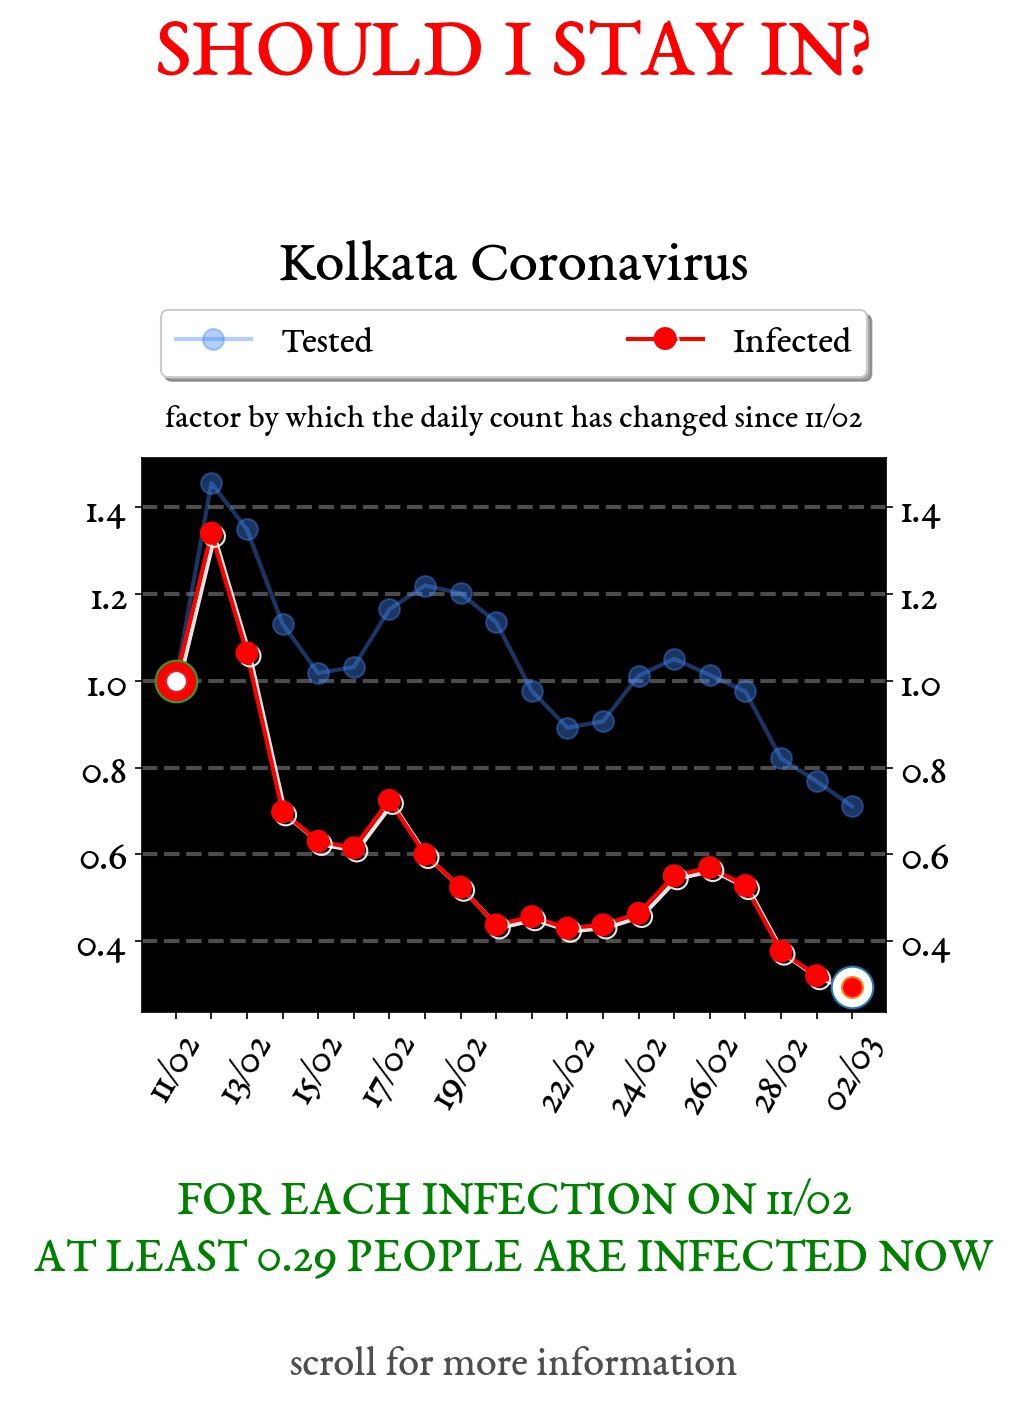 SHOULD I STAY IN?
Kolkata Coronavirus
Tested Infected
factor by which the daily count has changed since 11/02
1.4 1.4
1.2 1.2
1.0 1.0
0.8 0.8
0.6 0.6
0.4 0.4
11/02 13/02 15/02 17/02 19/02 22/02 24/02 26/02 28/02 02/03
FOR EACH INFECTION ON 11/02
AT LEAST 0.29 PEOPLE ARE INFECTED NOW
scroll for more information